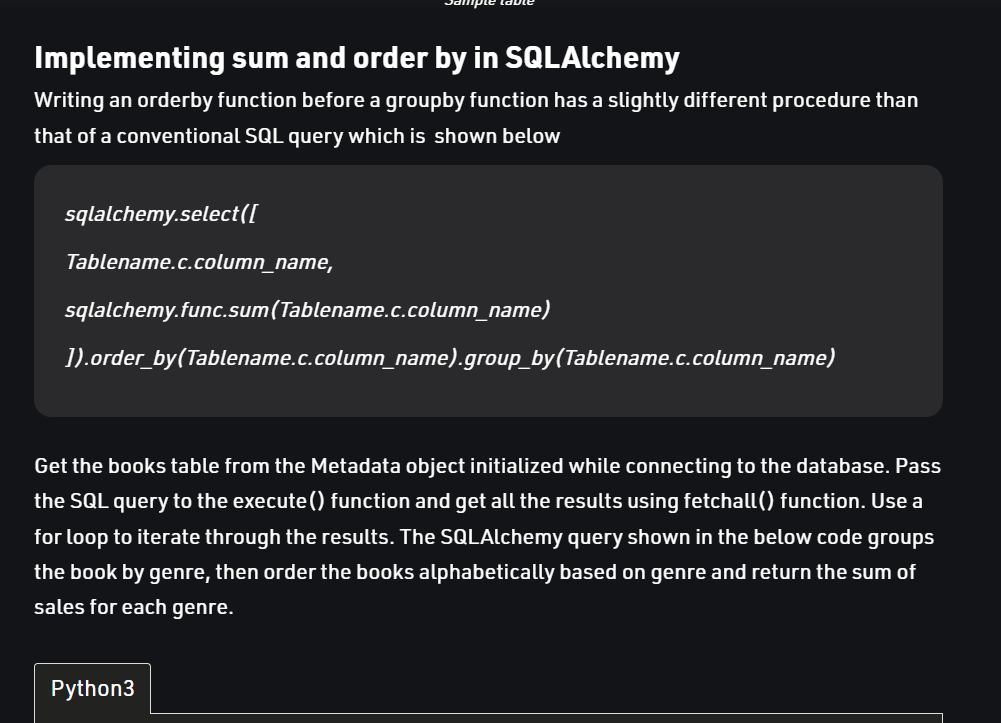 Sample table
Implementing sum and order by in SQLAlchemy
Writing an orderby function before a groupby function has a slightly different procedure than
that of a conventional SQL query which is shown below
sqlalchemy.select([
Tablename.c.column_name,
sqlalchemy.func.sum(Tablename.c.column_name)
]).order_by(Tablename.c.column_name).group_by(Tablename.c.column_name)
Get the books table from the Metadata object initialized while connecting to the database. Pass
the SQL query to the execute() function and get all the results using fetchall() function. Use a
for loop to iterate through the results. The SQLAlchemy query shown in the below code groups
the book by genre, then order the books alphabetically based on genre and return the sum of
sales for each genre.
Python3